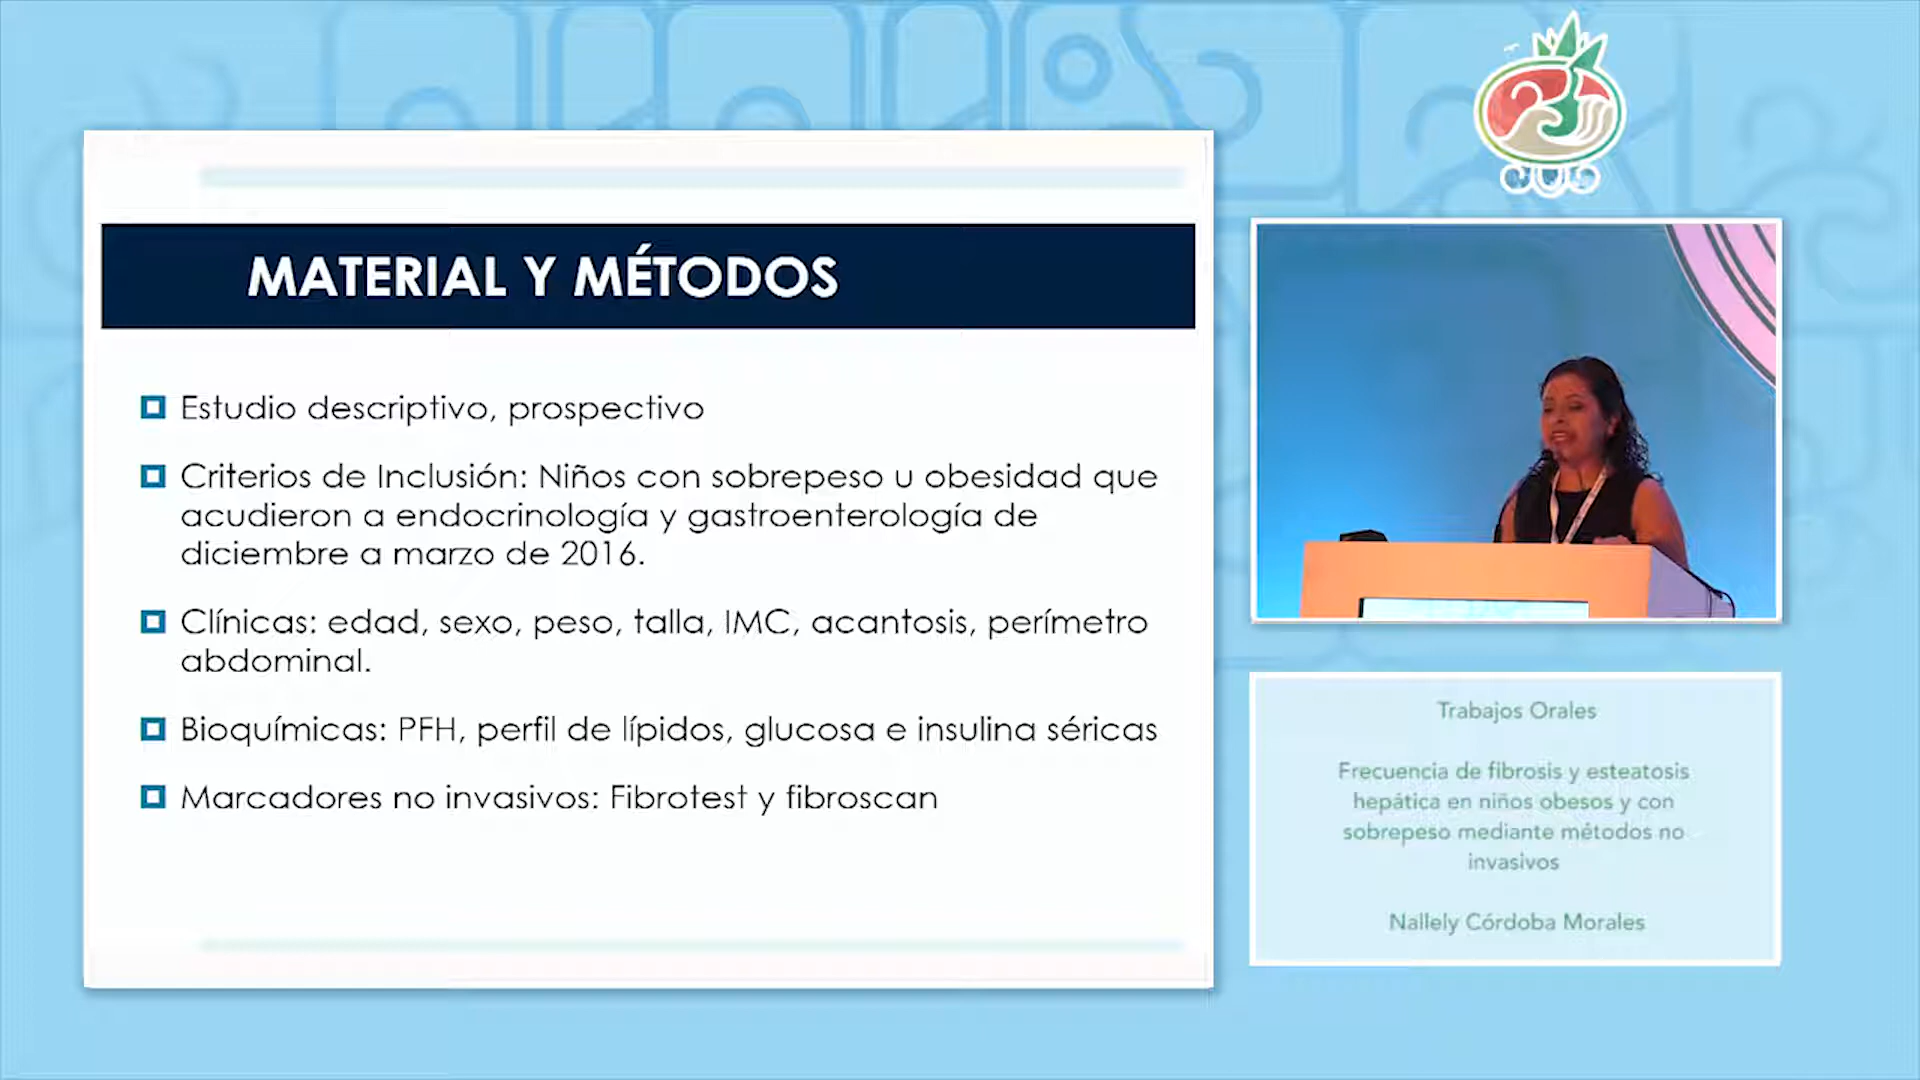 MATERIAL Y MÉTODOS
Estudio descriptivo, prospectivo
Criterios de Inclusión: Niños con sobrepeso u obesidad que
acudieron a endocrinología y gastroenterología de
diciembre a marzo de 2016.
Clínicas: edad, sexo, peso, talla, IMC, acantosis, perímetro
abdominal.
Bioquímicas: PFH, perfil de lípidos, glucosa e insulina séricas
Marcadores no invasivos: Fibrotest y fibroscan
Trabajos Orales
Frecuencia de fibrosis y esteatosis
hepática en niños obesos y con
sobrepeso mediante métodos no
invasivos
Nallely Córdoba Morales